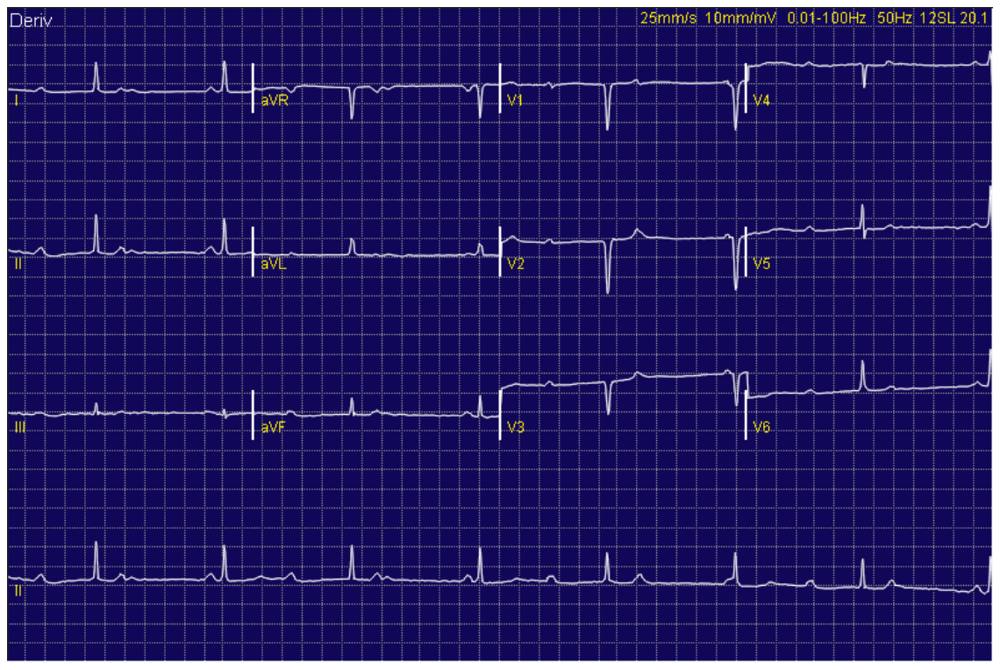 Deriv
25mm/s 10mm/mV 0.01-100Hz 50Hz 12SL 20.1
I aVR V1 V4
II aVL V2 V5
III aVF V3 V6
II